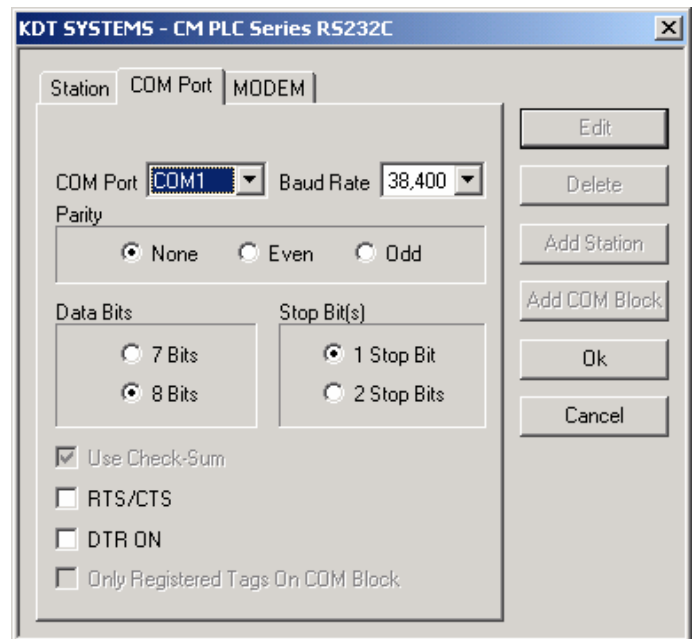 KDT SYSTEMS - CM PLC Series RS232C
Station COM Port MODEM
Edit
COM Port COM1 Baud Rate 38,400
Delete
Parity
None Even Odd
Add Station
Add COM Block
Data Bits Stop Bit(s)
7 Bits 1 Stop Bit
Ok
8 Bits 2 Stop Bits
Cancel
Use Check-Sum
RTS/CTS
DTR ON
Only Registered Tags On COM Block